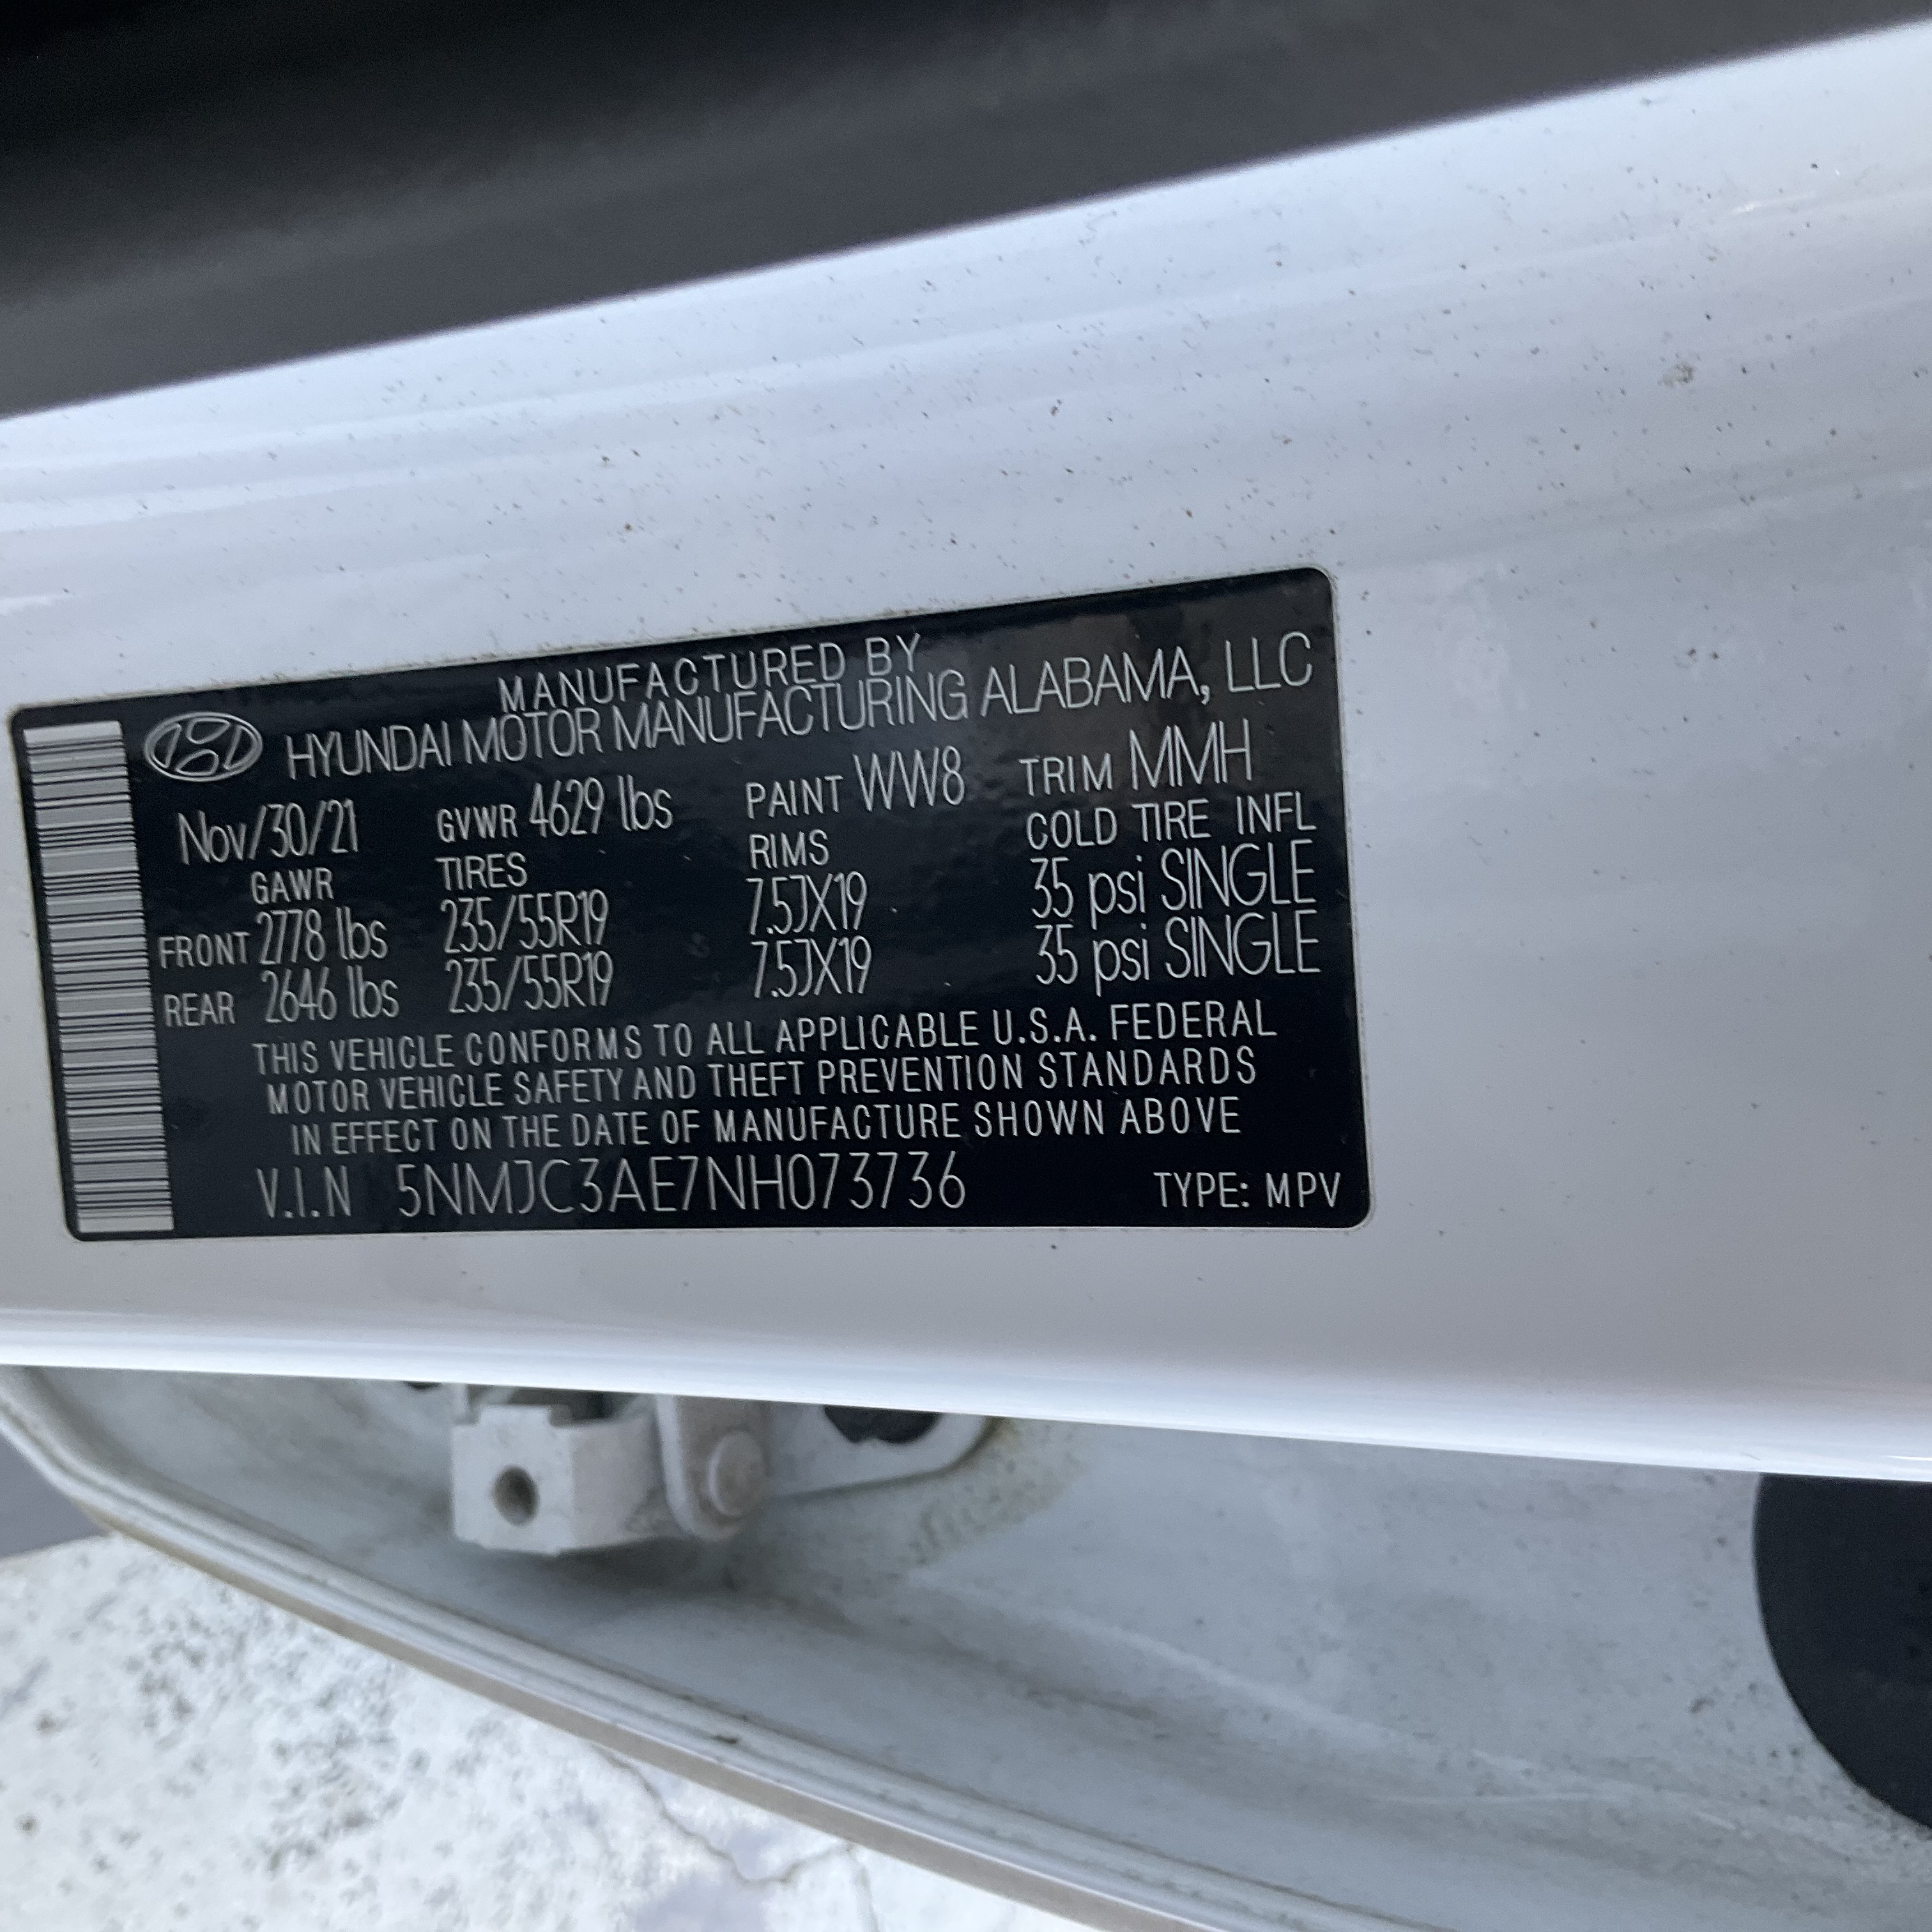 MANUFACTURED BY
HYUNDAI MOTOR MANUFACTURING ALABAMA, LLC
Nov/30/21 GVWR 4629 lbs PAINT WW8 TRIM MMH
GAWR TIRES RIMS COLD TIRE INFL
FRONT 2778 lbs 235/55R19 7.5JX19 35 psi SINGLE
REAR 2646 lbs 235/55R19 7.5JX19 35 psi SINGLE
THIS VEHICLE CONFORMS TO ALL APPLICABLE U.S.A. FEDERAL
MOTOR VEHICLE SAFETY AND THEFT PREVENTION STANDARDS
IN EFFECT ON THE DATE OF MANUFACTURE SHOWN ABOVE
V.I.N 5NMJC3AE7NH073736 TYPE: MPV